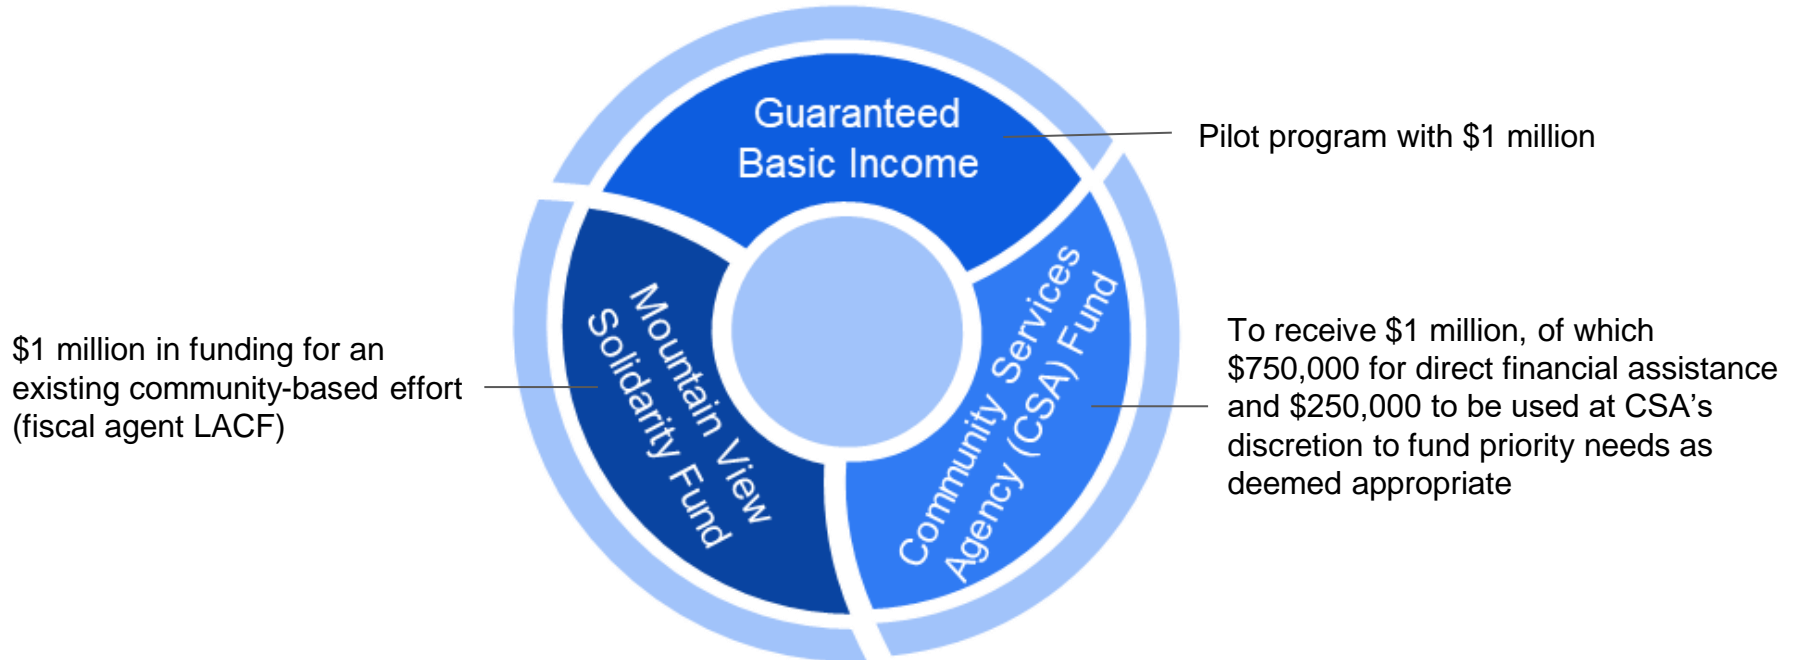 Guaranteed
Basic Income
Pilot program with $1 million
Community Services
Agency (CSA) Fund
To receive $1 million, of which
$750,000 for direct financial assistance
and $250,000 to be used at CSA’s
discretion to fund priority needs as
deemed appropriate
Mountain View
Solidarity Fund
$1 million in funding for an
existing community-based effort
(fiscal agent LACF)